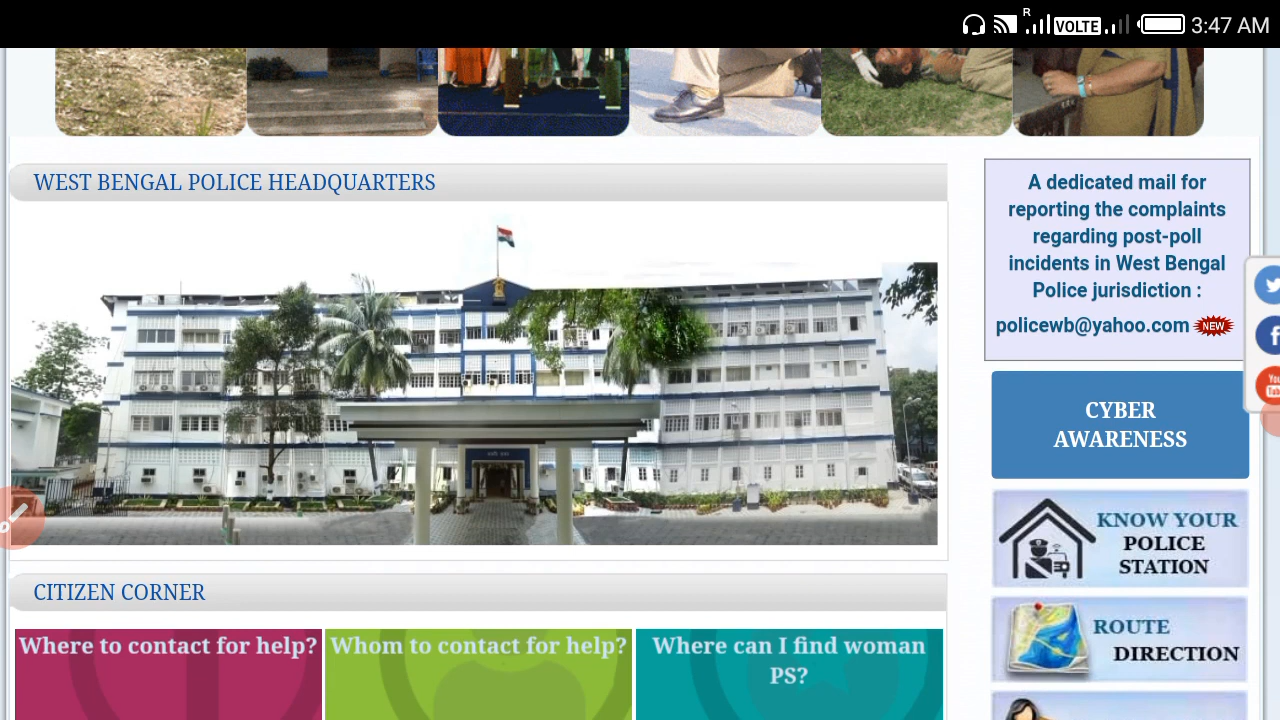 R
VOLTE
3:47 AM
WEST BENGAL POLICE HEADQUARTERS
A dedicated mail for
reporting the complaints
regarding post-poll
incidents in West Bengal
Police jurisdiction :
policewb@yahoo.com NEW
CYBER
AWARENESS
KNOW YOUR
POLICE
STATION
ROUTE
DIRECTION
CITIZEN CORNER
Where to contact for help?
Whom to contact for help?
Where can I find woman
PS?